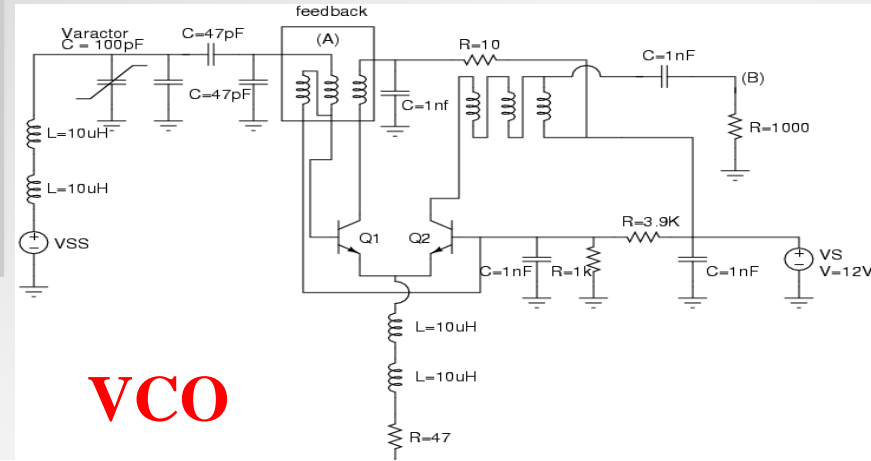 feedback
Varactor
C = 100pF
C=47pF
(A)
R=10
C=1nF
(B)
C=47pF
C=1nf
L=10uH
R=1000
L=10uH
VSS
Q1
Q2
R=3.9K
C=1nF
R=1k
C=1nF
VS
V=12V
L=10uH
L=10uH
R=47
VCO